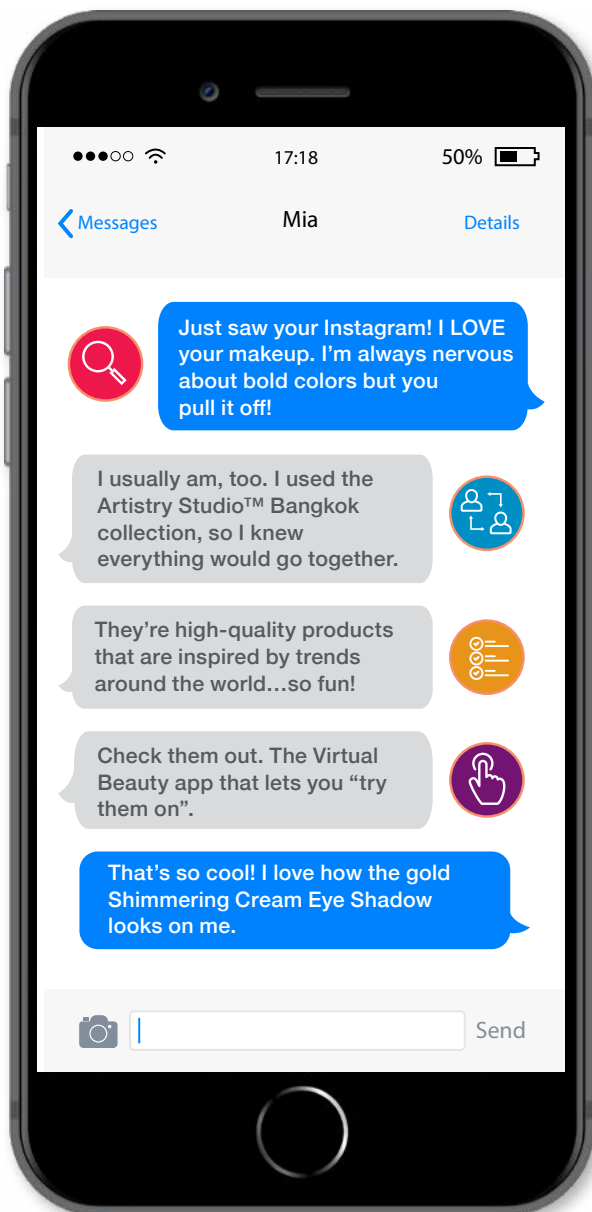 17:18
50%
Messages
Mia
Details
Just saw your Instagram! I LOVE
your makeup. I'm always nervous
about bold colors but you
pull it off!
I usually am, too. I used the
Artistry Studio™ Bangkok
collection, so I knew
everything would go together.
They're high-quality products
that are inspired by trends
around the world…so fun!
Check them out. The Virtual
Beauty app that lets you “try
them on”.
That's so cool! I love how the gold
Shimmering Cream Eye Shadow
looks on me.
Send